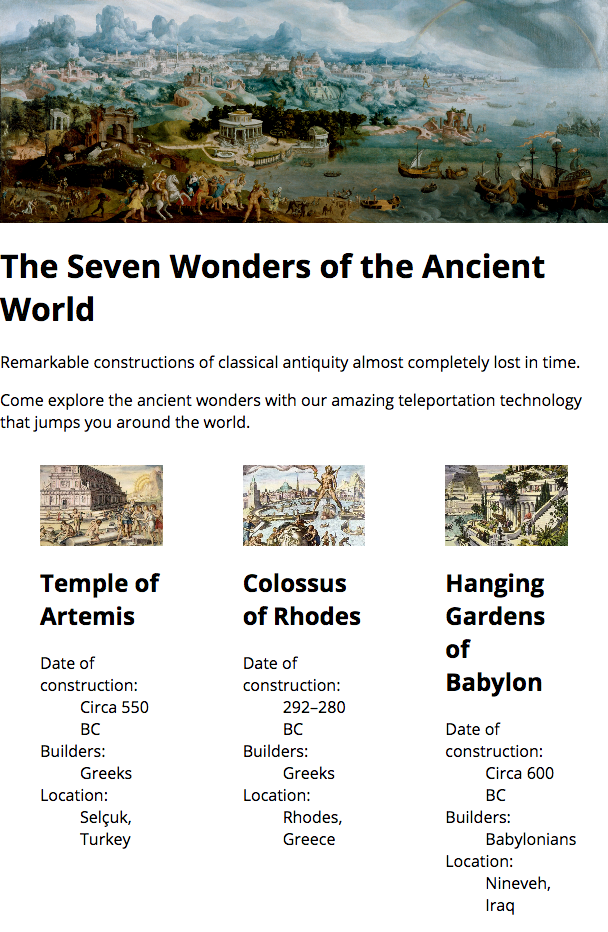 The Seven Wonders of the Ancient
World
Remarkable constructions of classical antiquity almost completely lost in time.
Come explore the ancient wonders with our amazing teleportation technology
that jumps you around the world.
Temple of
Artemis
Date of
construction:
Circa 550
BC
Builders:
Greeks
Location:
Selçuk,
Turkey
Colossus
of Rhodes
Date of
construction:
292–280
BC
Builders:
Greeks
Location:
Rhodes,
Greece
Hanging
Gardens
of
Babylon
Date of
construction:
Circa 600
BC
Builders:
Babylonians
Location:
Nineveh,
Iraq